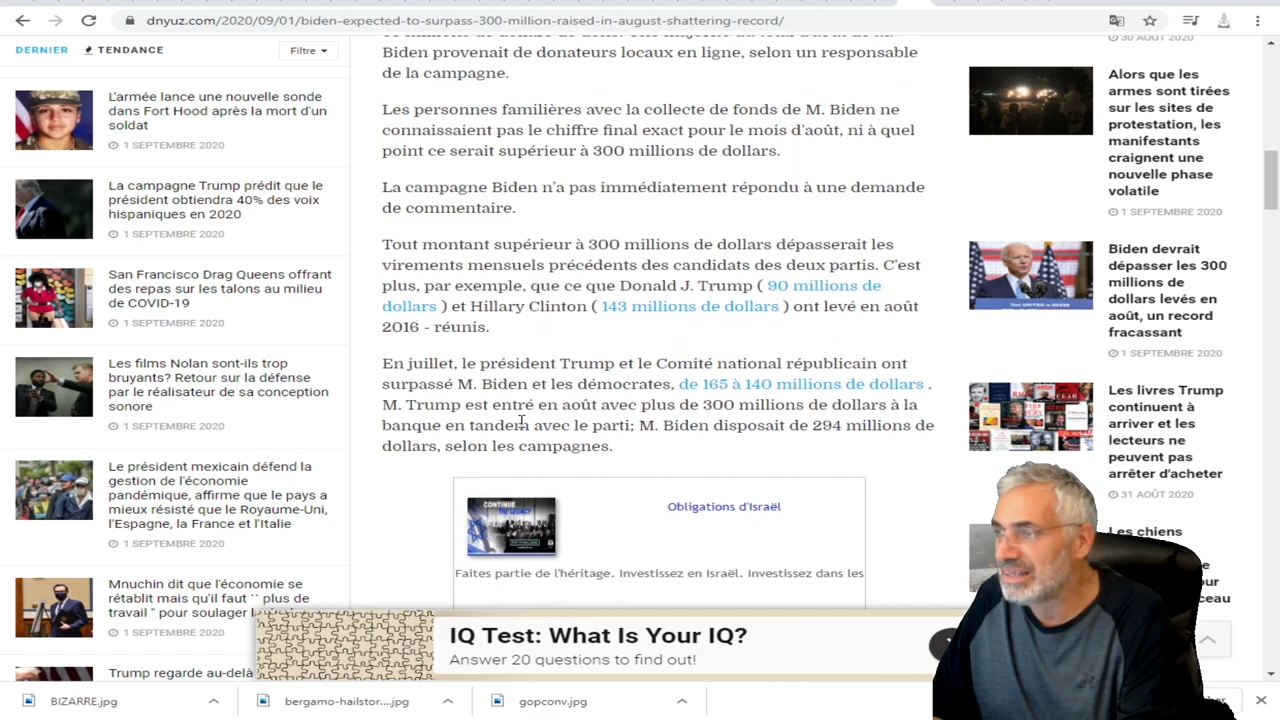 dnyuz.com/2020/09/01/biden-expected-to-surpass-300-million-raised-in-august-shattering-record/
DERNIER
TENDANCE
Filtre
L'armée lance une nouvelle sonde
dans Fort Hood après la mort d'un
soldat
1 SEPTEMBRE 2020
La campagne Trump prédit que le
président obtiendra 40% des voix
hispaniques en 2020
1 SEPTEMBRE 2020
San Francisco Drag Queens offrant
des repas sur les talons au milieu
de COVID-19
1 SEPTEMBRE 2020
Les films Nolan sont-ils trop
bruyants? Retour sur la défense
par le réalisateur de sa conception
sonore
1 SEPTEMBRE 2020
Le président mexicain défend la
gestion de l'économie
pandémique, affirme que le pays a
mieux résisté que le Royaume-Uni,
l'Espagne, la France et l'Italie
1 SEPTEMBRE 2020
Mnuchin dit que l'économie se
rétablit mais qu'il faut `` plus de
travail '' pour soulager
1 SEPTEMBRE 2020
Trump regarde au-delà
Biden provenait de donateurs locaux en ligne, selon un responsable
de la campagne.
Les personnes familières avec la collecte de fonds de M. Biden ne
connaissaient pas le chiffre final exact pour le mois d'août, ni à quel
point ce serait supérieur à 300 millions de dollars.
La campagne Biden n'a pas immédiatement répondu à une demande
de commentaire.
Tout montant supérieur à 300 millions de dollars dépasserait les
virements mensuels précédents des candidats des deux partis. C'est
plus, par exemple, que ce que Donald J. Trump ( 90 millions de
dollars ) et Hillary Clinton ( 143 millions de dollars ) ont levé en août
2016 - réunis.
En juillet, le président Trump et le Comité national républicain ont
surpassé M. Biden et les démocrates, de 165 à 140 millions de dollars .
M. Trump est entré en août avec plus de 300 millions de dollars à la
banque en tandem avec le parti; M. Biden disposait de 294 millions de
dollars, selon les campagnes.
CONTINUE
Obligations d'Israël
Faites partie de l'héritage. Investissez en Israël. Investissez dans les
IQ Test: What Is Your IQ?
Answer 20 questions to find out!
30 AOÛT 2020
Alors que les
armes sont tirées
sur les sites de
protestation, les
manifestants
craignent une
nouvelle phase
volatile
1 SEPTEMBRE 2020
Biden devrait
dépasser les 300
millions de
dollars levés en
août, un record
fracassant
1 SEPTEMBRE 2020
Les livres Trump
continuent à
arriver et les
lecteurs ne
peuvent pas
arrêter d'acheter
31 AOÛT 2020
Les chiens
BIZARRE.jpg
bergamo-hailstor....jpg
gopconv.jpg